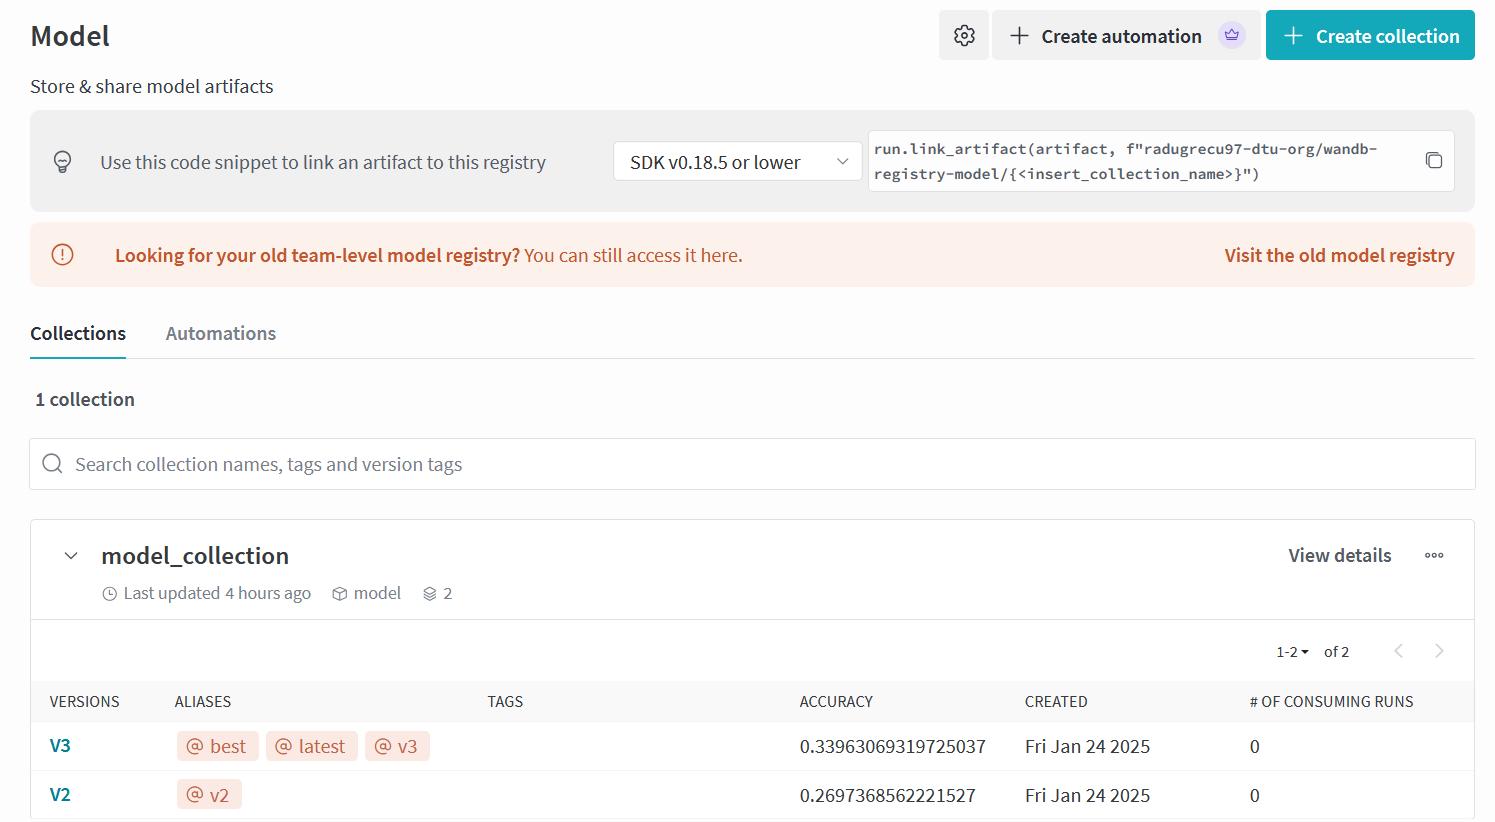 Model
Create automation
Create collection
Store & share model artifacts
Use this code snippet to link an artifact to this registry
SDK v0.18.5 or lower
run.link_artifact(artifact, f"radugrecu97-dtu-org/wandb-
registry-model/{<insert_collection_name>}")
Looking for your old team-level model registry? You can still access it here.
Visit the old model registry
Collections
Automations
1 collection
Search collection names, tags and version tags
model_collection
View details
Last updated 4 hours ago
model
2
1-2
of 2
VERSIONS ALIASES TAGS ACCURACY CREATED # OF CONSUMING RUNS
V3 @ best @ latest @ v3 0.33963069319725037 Fri Jan 24 2025 0
V2 @ v2 0.2697368562221527 Fri Jan 24 2025 0